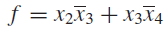 f = x₂x̅₃ + x₃x̅₄